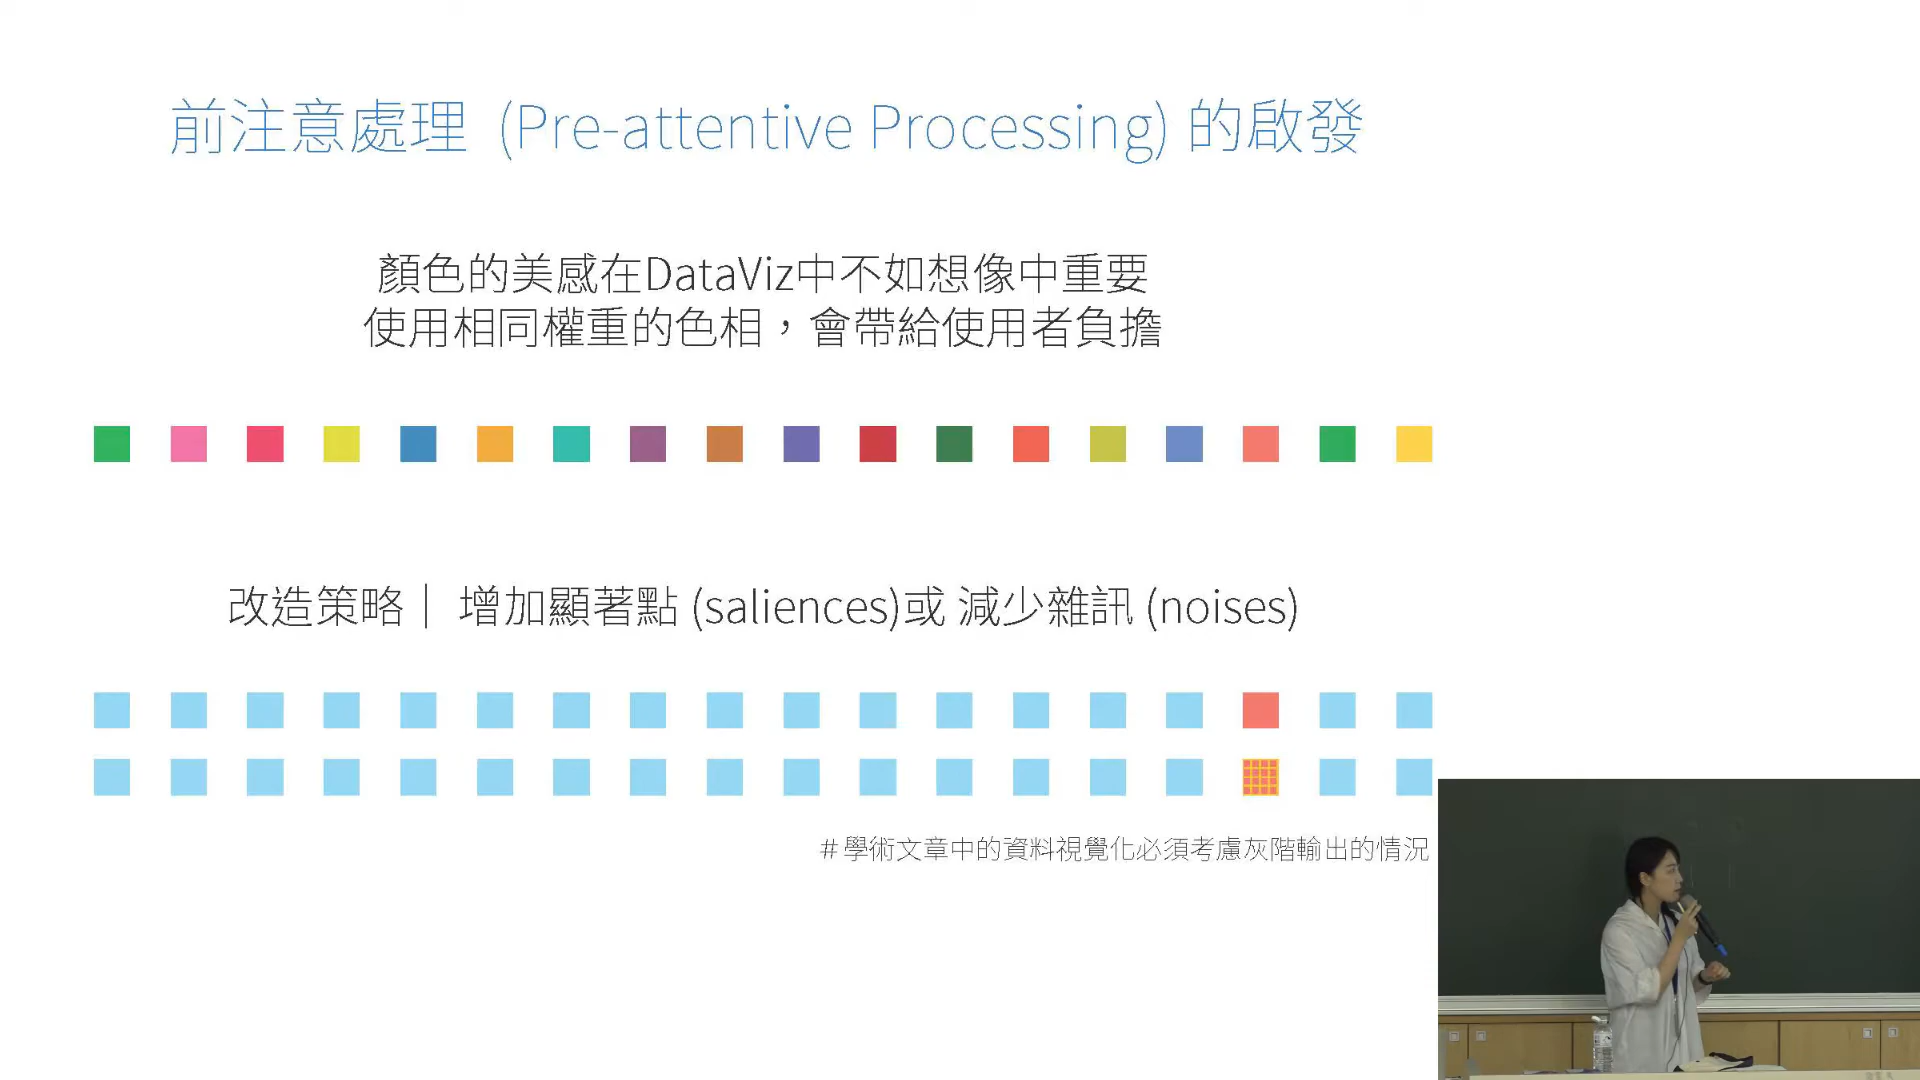 前注意處理 (Pre-attentive Processing) 的啟發
顏色的美感在DataViz中不如想像中重要
使用相同權重的色相，會帶給使用者負擔
改造策略｜ 增加顯著點 (saliences)或 減少雜訊 (noises)
＃學術文章中的資料視覺化必須考慮灰階輸出的情況